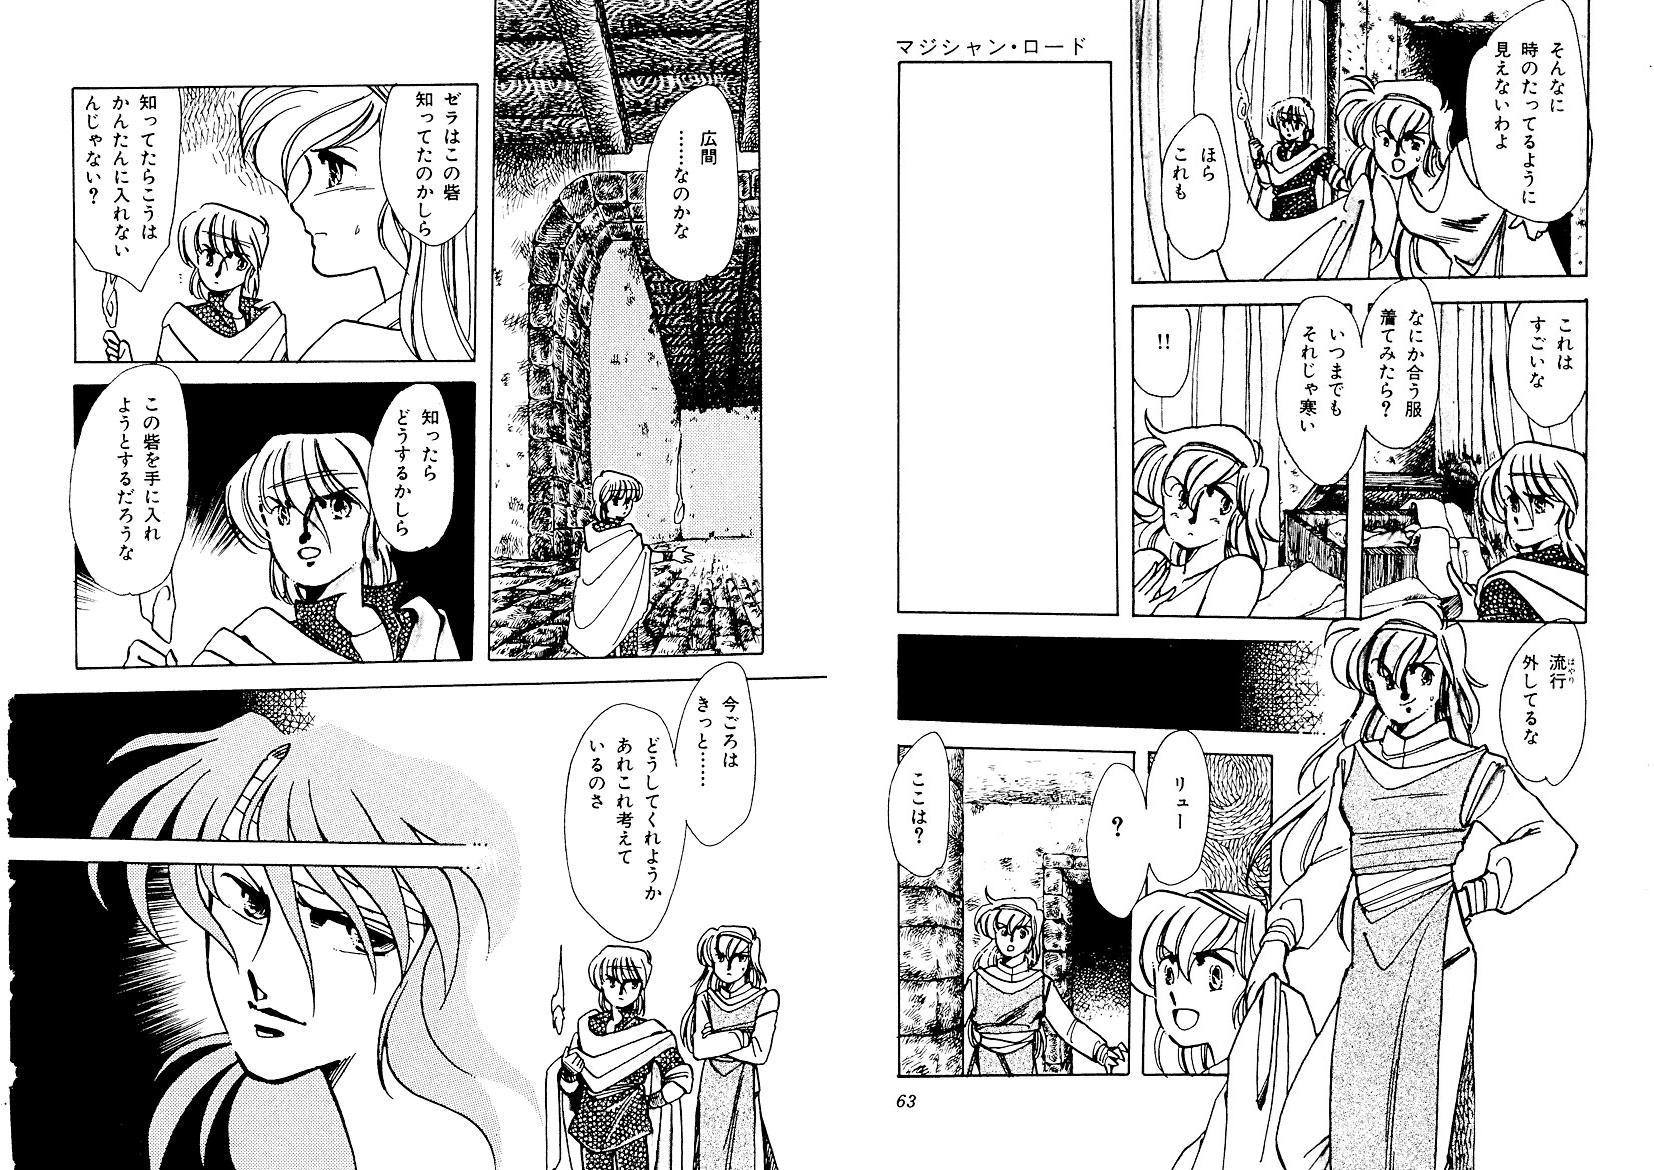 マジシャン・ロード
そんなに
時のたってるように
見えないわよ
ほら
これも
これは
すごいな
なにか合う服
着てみたら？
いつまでも
それじゃ寒い
!!
流行
はやり
外してるな
リュー
？
ここは？
63
広間
……なのかな
ゼラはこの砦
知ってたのかしら
知ってたらこうは
かんたんに入れない
んじゃない？
知ったら
どうするかしら
この砦を手に入れ
ようとするだろうな
今ごろは
きっと……
どうしてくれようか
あれこれ考えて
いるのさ